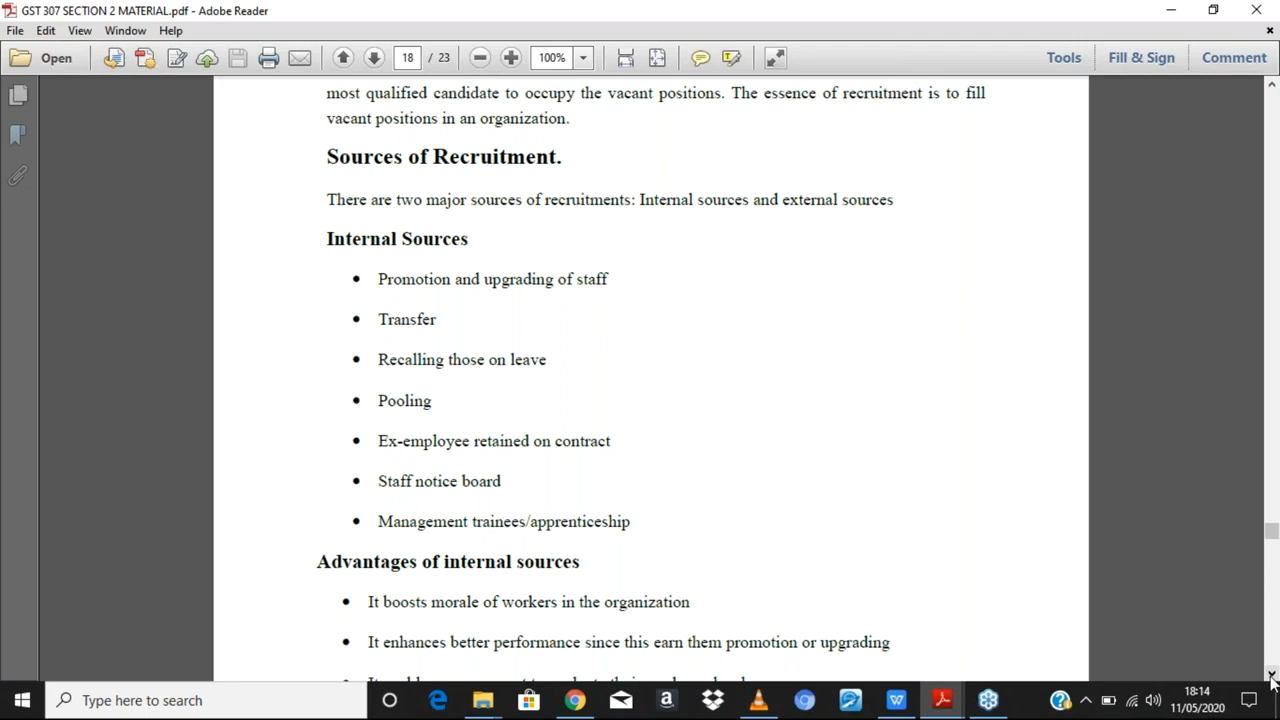 GST 307 SECTION 2 MATERIAL.pdf - Adobe Reader
File Edit View Window Help
Open 18 / 23 100% Tools Fill & Sign Comment
most qualified candidate to occupy the vacant positions. The essence of recruitment is to fill
vacant positions in an organization.
Sources of Recruitment.
There are two major sources of recruitments: Internal sources and external sources
Internal Sources
• Promotion and upgrading of staff
• Transfer
• Recalling those on leave
• Pooling
• Ex-employee retained on contract
• Staff notice board
• Management trainees/apprenticeship
Advantages of internal sources
• It boosts morale of workers in the organization
• It enhances better performance since this earn them promotion or upgrading
Type here to search
18:14
11/05/2020